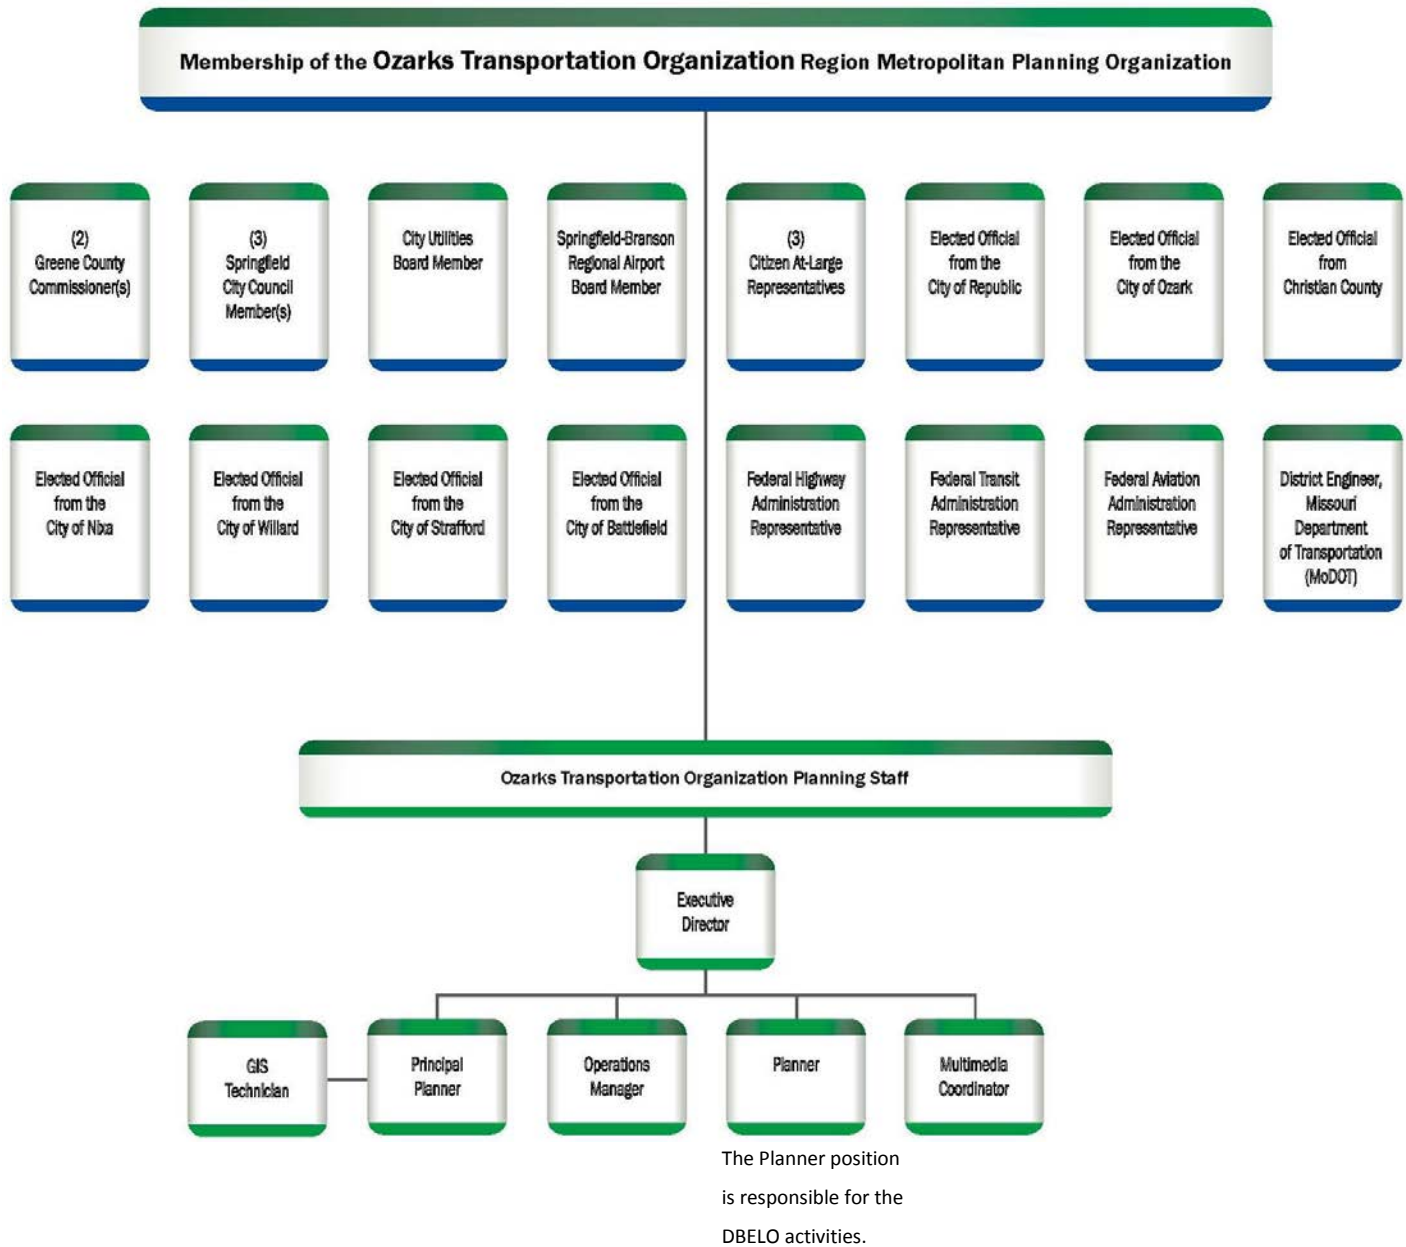 Membership of the Ozarks Transportation Organization Region Metropolitan Planning Organization
(2)
Greene County
Commissioner(s)
(3)
Springfield
City Council
Member(s)
City Utilities
Board Member
Springfield-Branson
Regional Airport
Board Member
(3)
Citizen At-Large
Representatives
Elected Official
from the
City of Republic
Elected Official
from the
City of Ozark
Elected Official
from
Christian County
Elected Official
from the
City of Nixa
Elected Official
from the
City of Willard
Elected Official
from the
City of Strafford
Elected Official
from the
City of Battlefield
Federal Highway
Administration
Representative
Federal Transit
Administration
Representative
Federal Aviation
Administration
Representative
District Engineer,
Missouri
Department
of Transportation
(MoDOT)
Ozarks Transportation Organization Planning Staff
Executive
Director
GIS
Technician
Principal
Planner
Operations
Manager
Planner
Multimedia
Coordinator
The Planner position
is responsible for the
DBELO activities.